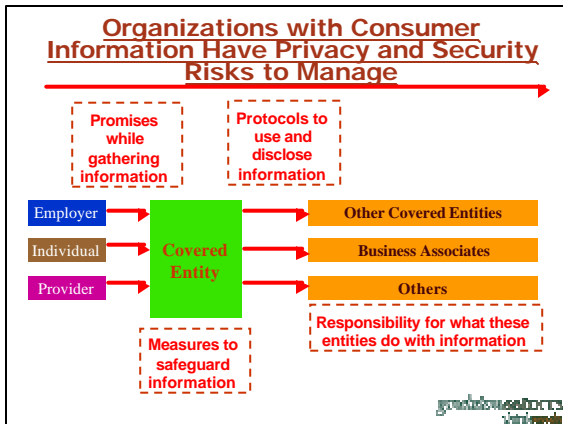 Organizations with Consumer
Information Have Privacy and Security
Risks to Manage
Promises
while
gathering
information
Protocols to
use and
disclose
information
Employer
Individual
Provider
Covered
Entity
Other Covered Entities
Business Associates
Others
Measures to
safeguard
information
Responsibility for what these
entities do with information